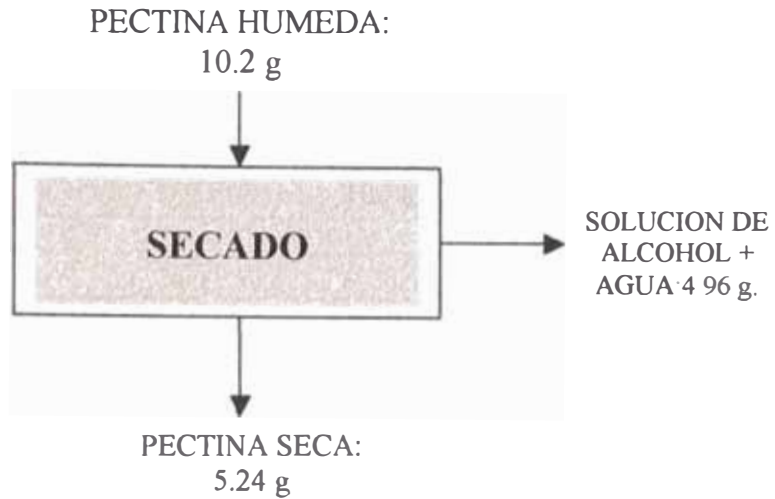 PECTINA HUMEDA:
10.2 g
SECADO
SOLUCION DE
ALCOHOL +
AGUA·4 96 g.
PECTINA SECA:
5.24 g